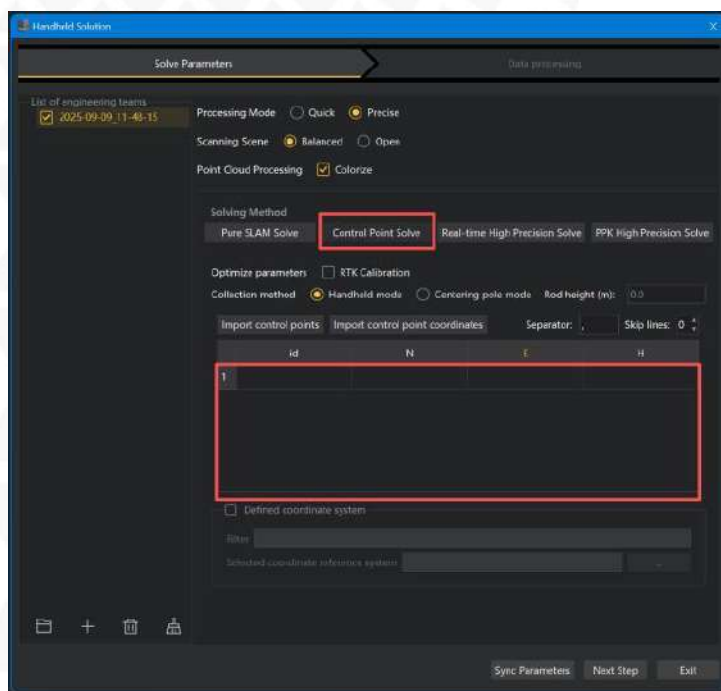 Handheld Solution X
Solve Parameters Data processing
List of engineering teams
2025-09-09_11-48-15
Processing Mode Quick Precise
Scanning Scene Balanced Open
Point Cloud Processing Colorize
Solving Method
Pure SLAM Solve Control Point Solve Real-time High Precision Solve PPK High Precision Solve
Optimize parameters RTK Calibration
Collection method Handheld mode Centering pole mode Rod height (m): 0.0
Import control points Import control point coordinates Separator: , Skip lines: 0
id N E H
1
Defined coordinate system
Filter
Selected coordinate reference system ...
Sync Parameters Next Step Exit